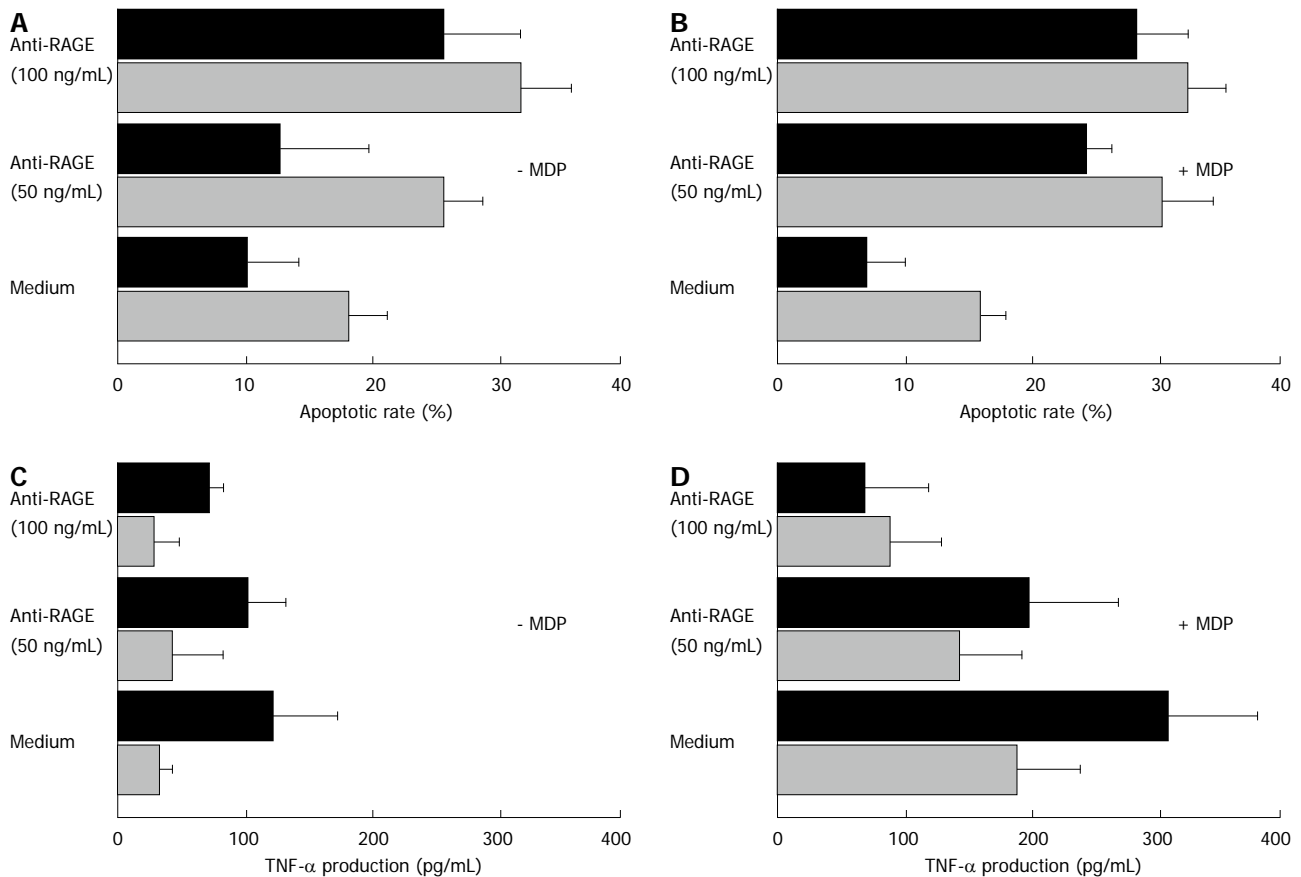 A
Anti-RAGE
(100 ng/mL)
Anti-RAGE
(50 ng/mL)
- MDP
Medium
0 10 20 30 40
Apoptotic rate (%)
B
Anti-RAGE
(100 ng/mL)
Anti-RAGE
(50 ng/mL)
+ MDP
Medium
0 10 20 30 40
Apoptotic rate (%)
C
Anti-RAGE
(100 ng/mL)
Anti-RAGE
(50 ng/mL)
- MDP
Medium
0 100 200 300 400
TNF-α production (pg/mL)
D
Anti-RAGE
(100 ng/mL)
Anti-RAGE
(50 ng/mL)
+ MDP
Medium
0 100 200 300 400
TNF-α production (pg/mL)